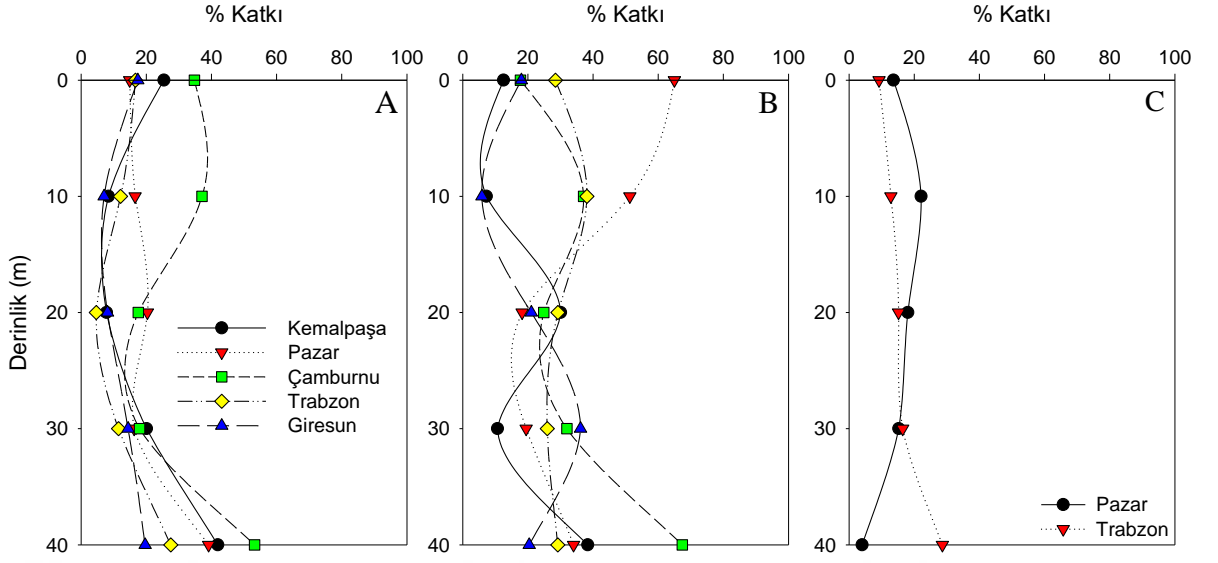 % Katkı % Katkı % Katkı
0 20 40 60 80 100 0 20 40 60 80 100 0 20 40 60 80 100
0 0 0
A B C
10 10 10
Derinlik (m)
20 20 20
Kemalpaşa
Pazar
Çamburnu
Trabzon
Giresun
30 30 30
Pazar
Trabzon
40 40 40